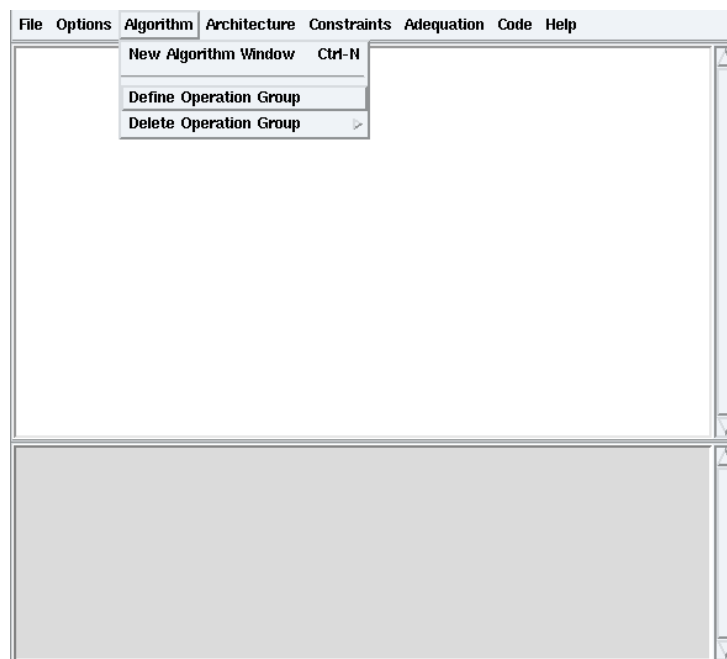 File Options Algorithm Architecture Constraints Adequation Code Help
New Algorithm Window Ctrl-N
Define Operation Group
Delete Operation Group